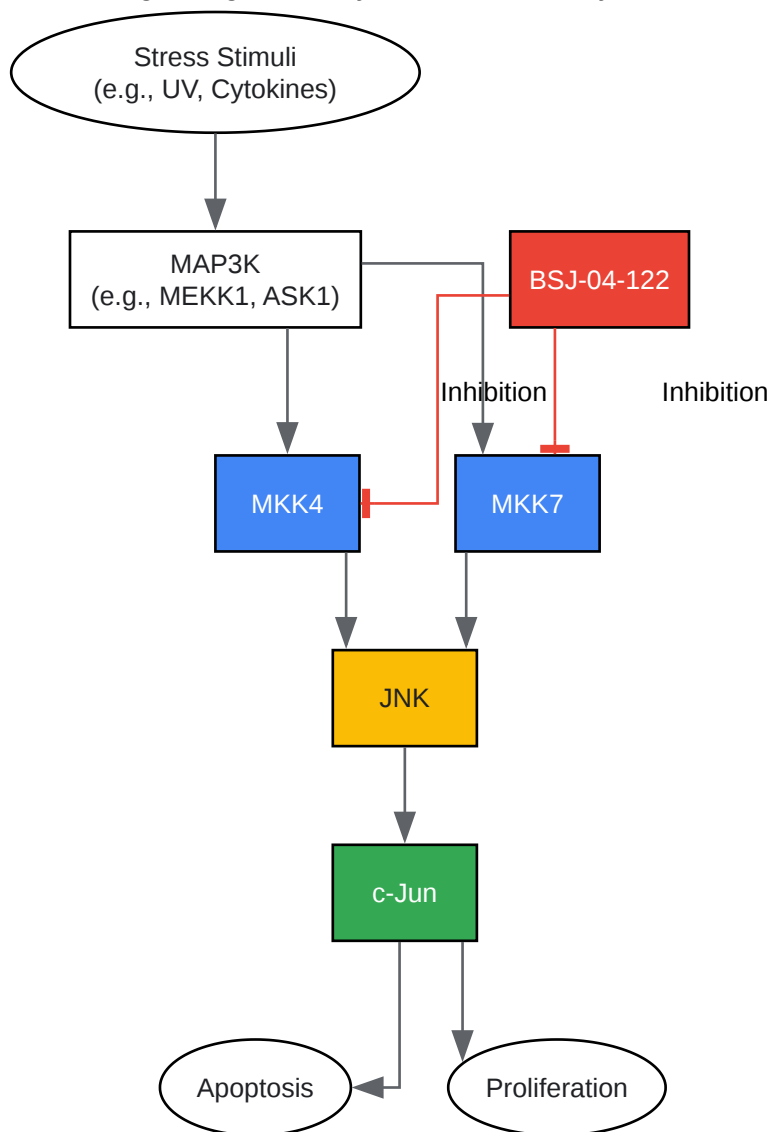 Stress Stimuli
(e.g., UV, Cytokines)
MAP3K
(e.g., MEKK1, ASK1)
BSJ-04-122
Inhibition
Inhibition
MKK4
MKK7
JNK
c-Jun
Apoptosis
Proliferation